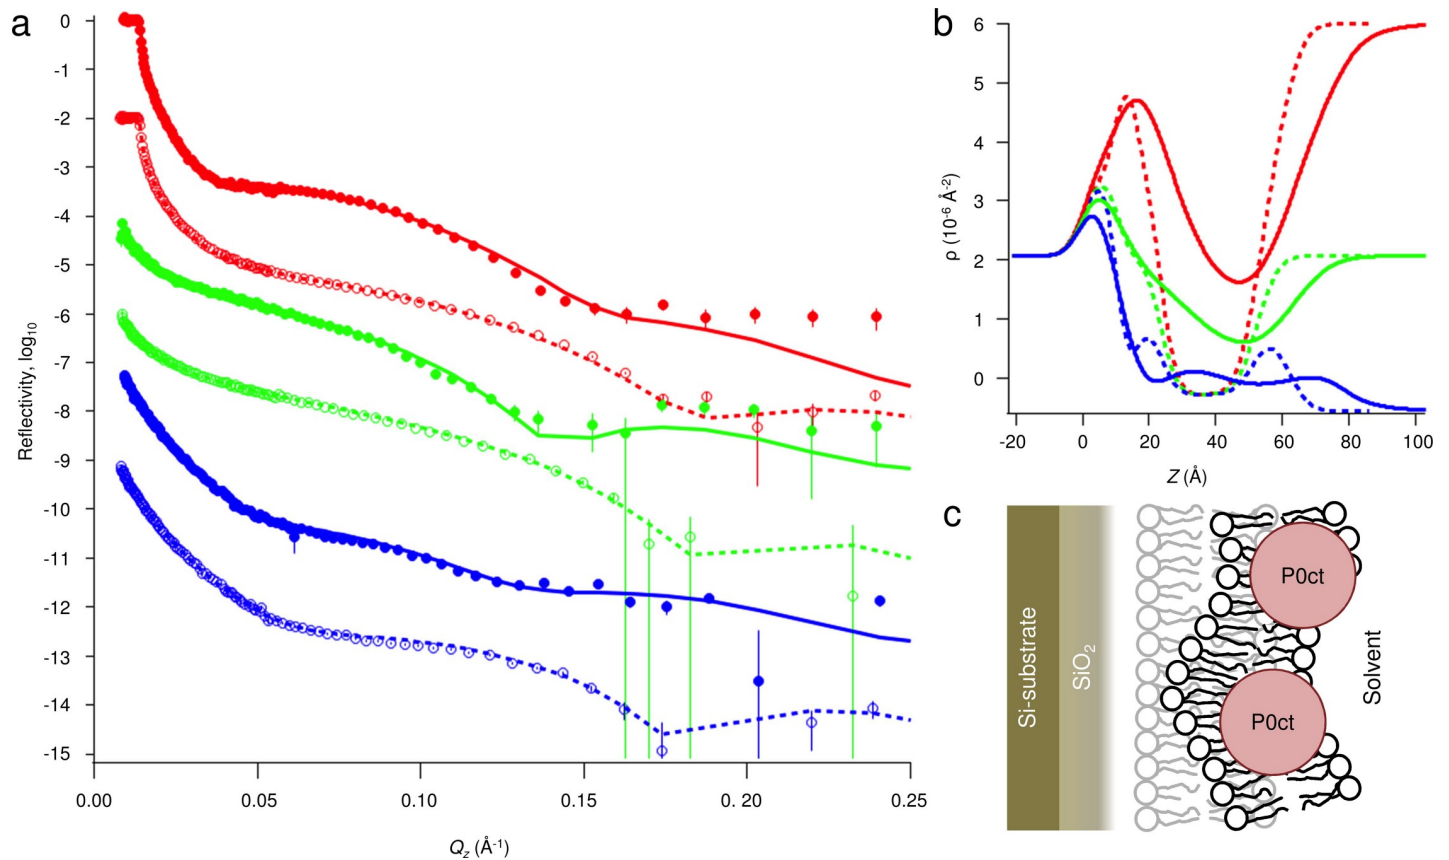 a
0
-1
-2
-3
-4
-5
-6
-7
-8
-9
-10
-11
-12
-13
-14
-15
Reflectivity, log10
0.00 0.05 0.10 0.15 0. 20 0.25
Qz (Å-1)
b
6
5
4
3
2
1
0
ρ (10-6 Å-2)
-20 0 20 40 60 80 100
Z (Å)
c
Si-substrate
SiO2
P0ct
P0ct
Solvent